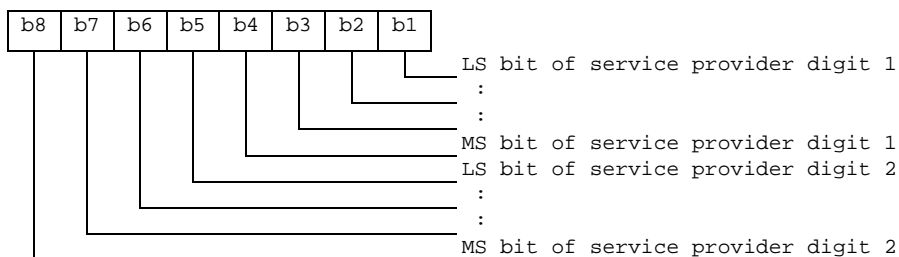 b8 b7 b6 b5 b4 b3 b2 b1
LS bit of service provider digit 1
:
:
MS bit of service provider digit 1
LS bit of service provider digit 2
:
:
MS bit of service provider digit 2